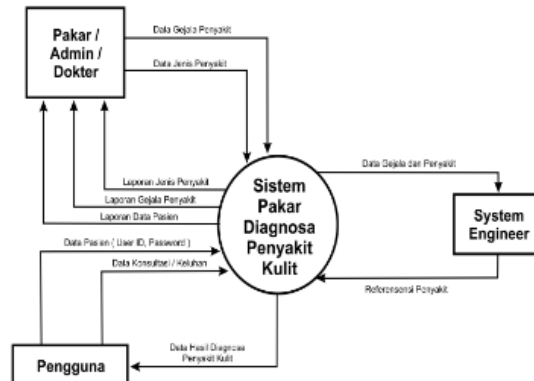 Pakar /
Admin /
Dokter
Data Gejala Penyakit
Data Jenis Penyakit
Laporan Jenis Penyakit
Laporan Gejala Penyakit
Laporan Data Pasien
Sistem
Pakar
Diagnosa
Penyakit
Kulit
Data Gejala dan Penyakit
System
Engineer
Referensensi Penyakit
Data Pasien ( User ID, Password )
Data Konsultasi / Keluhan
Data Hasil Diagnosa
Penyakit Kulit
Pengguna